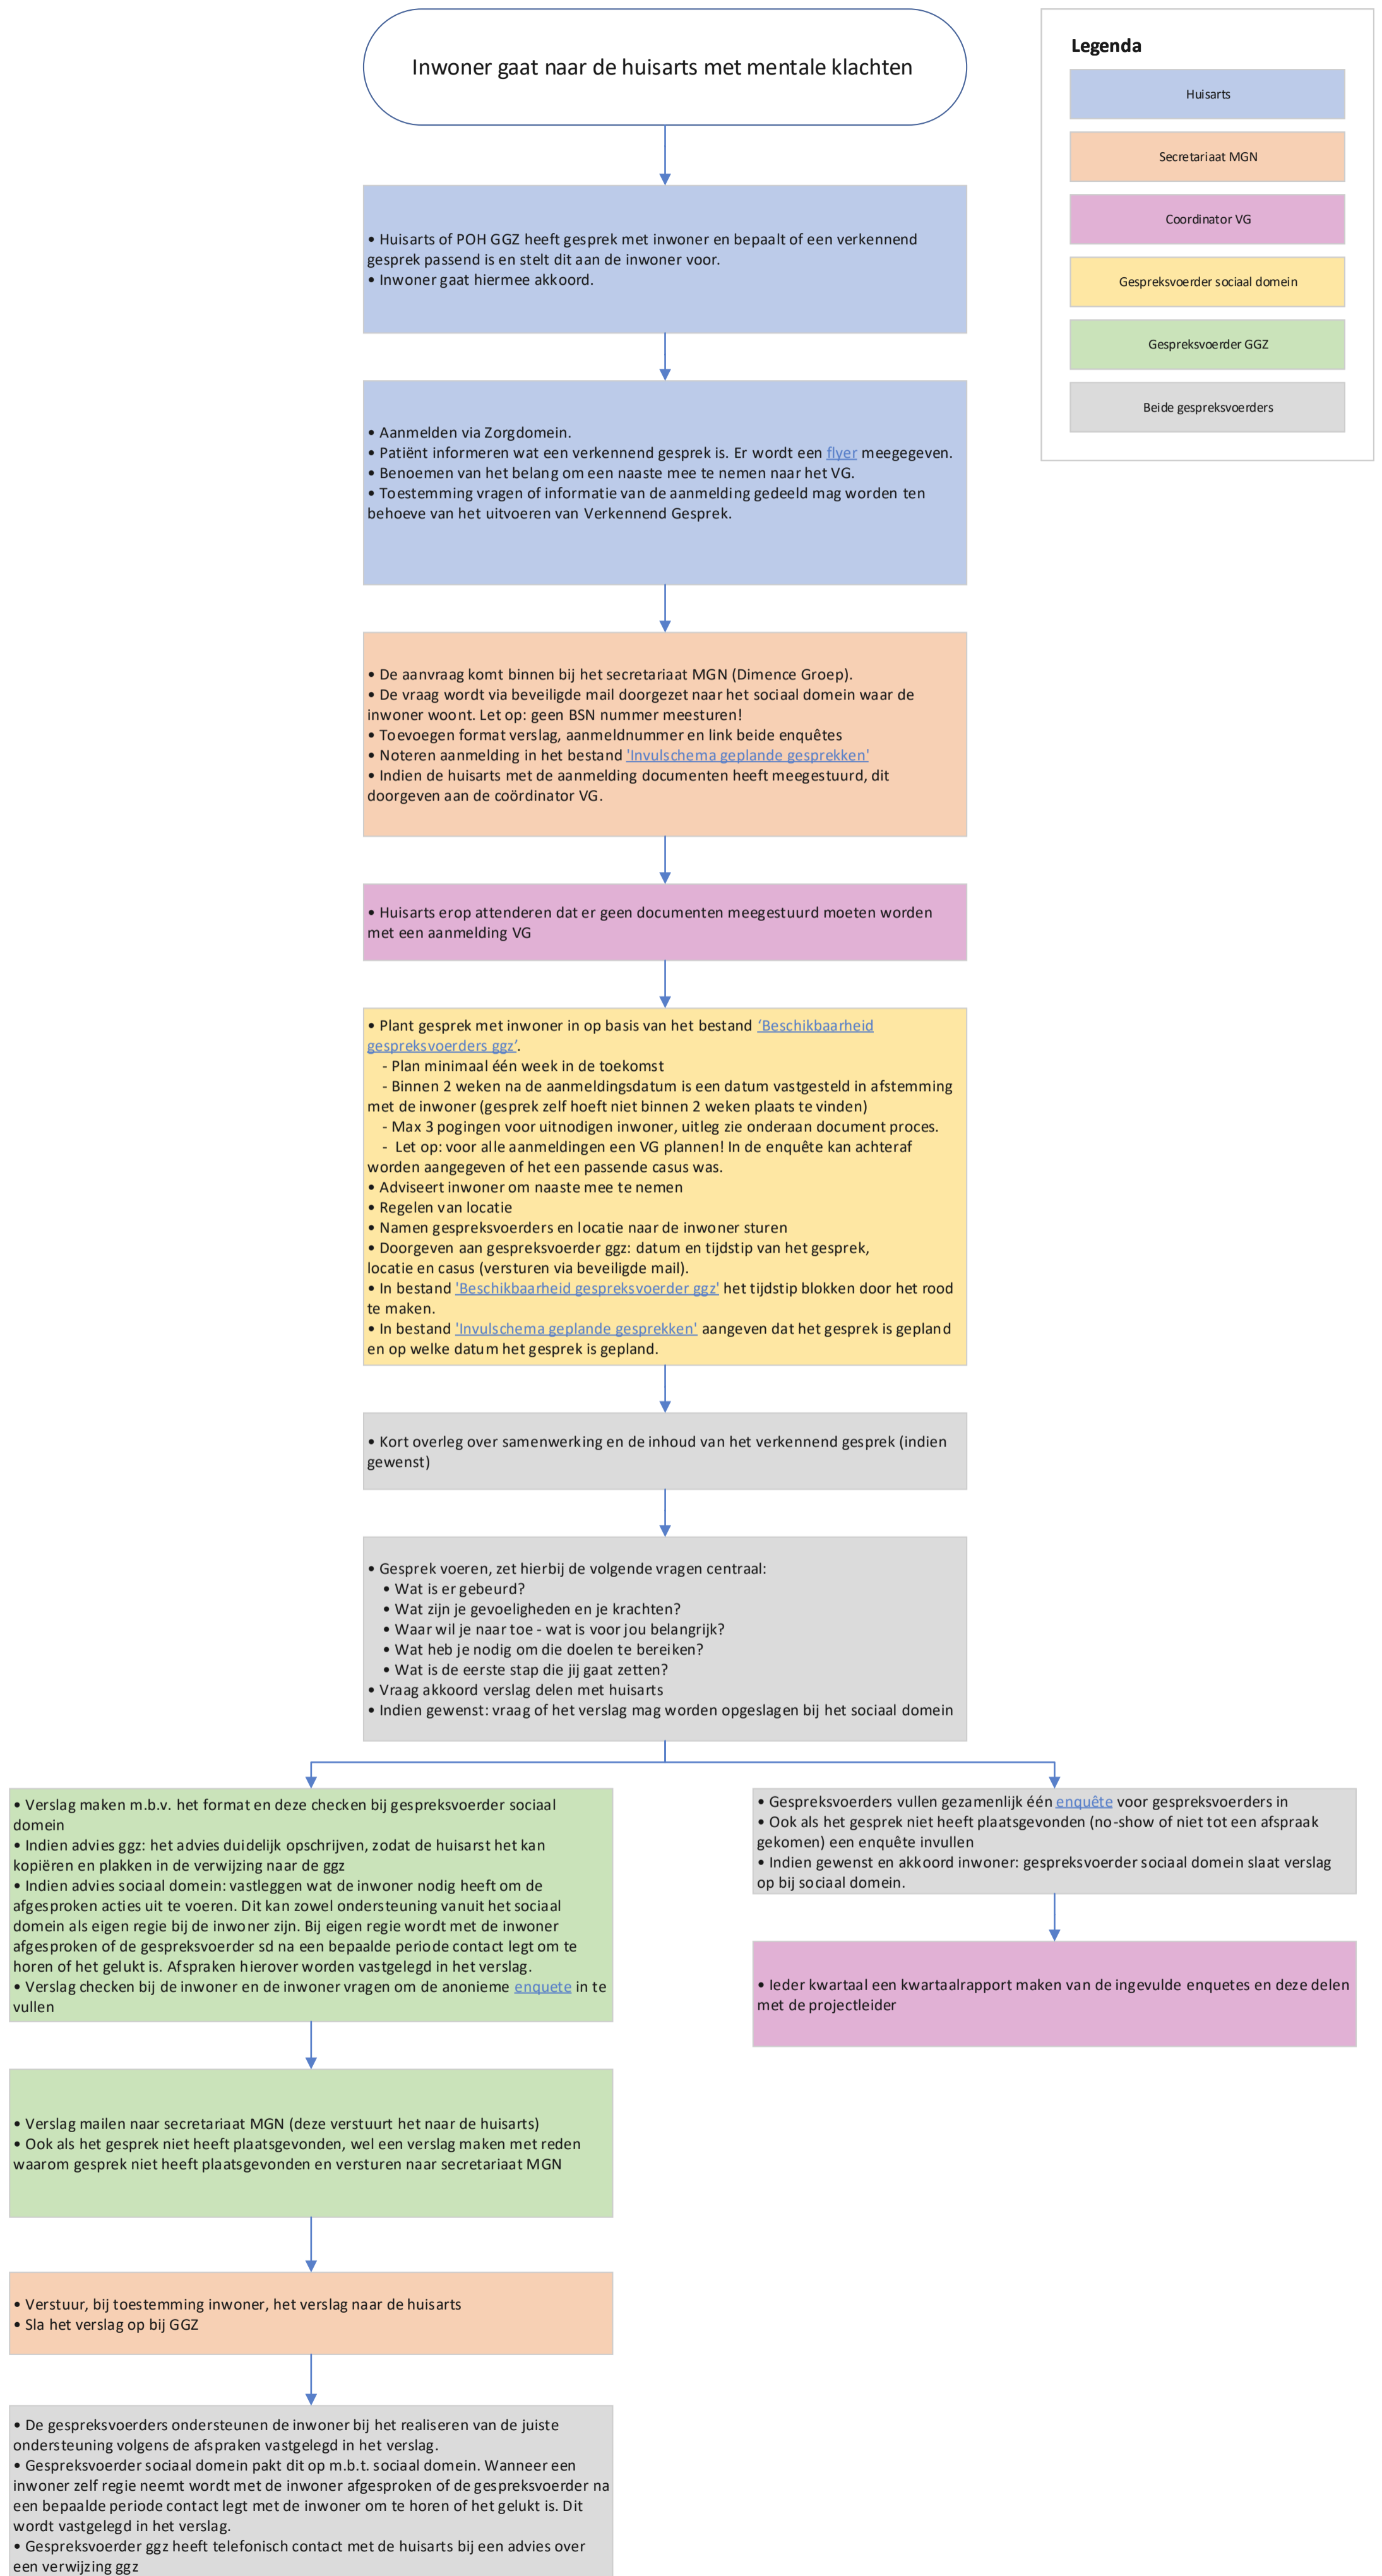 Inwoner gaat naar de huisarts met mentale klachten
Legenda
Huisarts
Secretariaat MGN
Coordinator VG
Gespreksvoerder sociaal domein
Gespreksvoerder GGZ
Beide gespreksvoerders
• Huisarts of POH GGZ heeft gesprek met inwoner en bepaalt of een verkennend
gesprek passend is en stelt dit aan de inwoner voor.
• Inwoner gaat hiermee akkoord.
• Aanmelden via Zorgdomein.
• Patiënt informeren wat een verkennend gesprek is. Er wordt een flyer meegegeven.
• Benoemen van het belang om een naaste mee te nemen naar het VG.
• Toestemming vragen of informatie van de aanmelding gedeeld mag worden ten
behoeve van het uitvoeren van Verkennend Gesprek.
• De aanvraag komt binnen bij het secretariaat MGN (Dimence Groep).
• De vraag wordt via beveiligde mail doorgezet naar het sociaal domein waar de
inwoner woont. Let op: geen BSN nummer meesturen!
• Toevoegen format verslag, aanmeldnummer en link beide enquêtes
• Noteren aanmelding in het bestand 'Invulschema geplande gesprekken'
• Indien de huisarts met de aanmelding documenten heeft meegestuurd, dit
doorgeven aan de coördinator VG.
• Huisarts erop attenderen dat er geen documenten meegestuurd moeten worden
met een aanmelding VG
• Plant gesprek met inwoner in op basis van het bestand ‘Beschikbaarheid
gespreksvoerders ggz’.
- Plan minimaal één week in de toekomst
- Binnen 2 weken na de aanmeldingsdatum is een datum vastgesteld in afstemming
met de inwoner (gesprek zelf hoeft niet binnen 2 weken plaats te vinden)
- Max 3 pogingen voor uitnodigen inwoner, uitleg zie onderaan document proces.
- Let op: voor alle aanmeldingen een VG plannen! In de enquête kan achteraf
worden aangegeven of het een passende casus was.
• Adviseert inwoner om naaste mee te nemen
• Regelen van locatie
• Namen gespreksvoerders en locatie naar de inwoner sturen
• Doorgeven aan gespreksvoerder ggz: datum en tijdstip van het gesprek,
locatie en casus (versturen via beveiligde mail).
• In bestand 'Beschikbaarheid gespreksvoerder ggz' het tijdstip blokken door het rood
te maken.
• In bestand 'Invulschema geplande gesprekken' aangeven dat het gesprek is gepland
en op welke datum het gesprek is gepland.
• Kort overleg over samenwerking en de inhoud van het verkennend gesprek (indien
gewenst)
• Gesprek voeren, zet hierbij de volgende vragen centraal:
• Wat is er gebeurd?
• Wat zijn je gevoeligheden en je krachten?
• Waar wil je naar toe - wat is voor jou belangrijk?
• Wat heb je nodig om die doelen te bereiken?
• Wat is de eerste stap die jij gaat zetten?
• Vraag akkoord verslag delen met huisarts
• Indien gewenst: vraag of het verslag mag worden opgeslagen bij het sociaal domein
• Verslag maken m.b.v. het format en deze checken bij gespreksvoerder sociaal
domein
• Indien advies ggz: het advies duidelijk opschrijven, zodat de huisarst het kan
kopiëren en plakken in de verwijzing naar de ggz
• Indien advies sociaal domein: vastleggen wat de inwoner nodig heeft om de
afgesproken acties uit te voeren. Dit kan zowel ondersteuning vanuit het sociaal
domein als eigen regie bij de inwoner zijn. Bij eigen regie wordt met de inwoner
afgesproken of de gespreksvoerder sd na een bepaalde periode contact legt om te
horen of het gelukt is. Afspraken hierover worden vastgelegd in het verslag.
• Verslag checken bij de inwoner en de inwoner vragen om de anonieme enquete in te
vullen
• Gespreksvoerders vullen gezamenlijk één enquête voor gespreksvoerders in
• Ook als het gesprek niet heeft plaatsgevonden (no-show of niet tot een afspraak
gekomen) een enquête invullen
• Indien gewenst en akkoord inwoner: gespreksvoerder sociaal domein slaat verslag
op bij sociaal domein.
• Ieder kwartaal een kwartaalrapport maken van de ingevulde enquetes en deze delen
met de projectleider
• Verslag mailen naar secretariaat MGN (deze verstuurt het naar de huisarts)
• Ook als het gesprek niet heeft plaatsgevonden, wel een verslag maken met reden
waarom gesprek niet heeft plaatsgevonden en versturen naar secretariaat MGN
• Verstuur, bij toestemming inwoner, het verslag naar de huisarts
• Sla het verslag op bij GGZ
• De gespreksvoerders ondersteunen de inwoner bij het realiseren van de juiste
ondersteuning volgens de afspraken vastgelegd in het verslag.
• Gespreksvoerder sociaal domein pakt dit op m.b.t. sociaal domein. Wanneer een
inwoner zelf regie neemt wordt met de inwoner afgesproken of de gespreksvoerder na
een bepaalde periode contact legt met de inwoner om te horen of het gelukt is. Dit
wordt vastgelegd in het verslag.
• Gespreksvoerder ggz heeft telefonisch contact met de huisarts bij een advies over
een verwijzing ggz